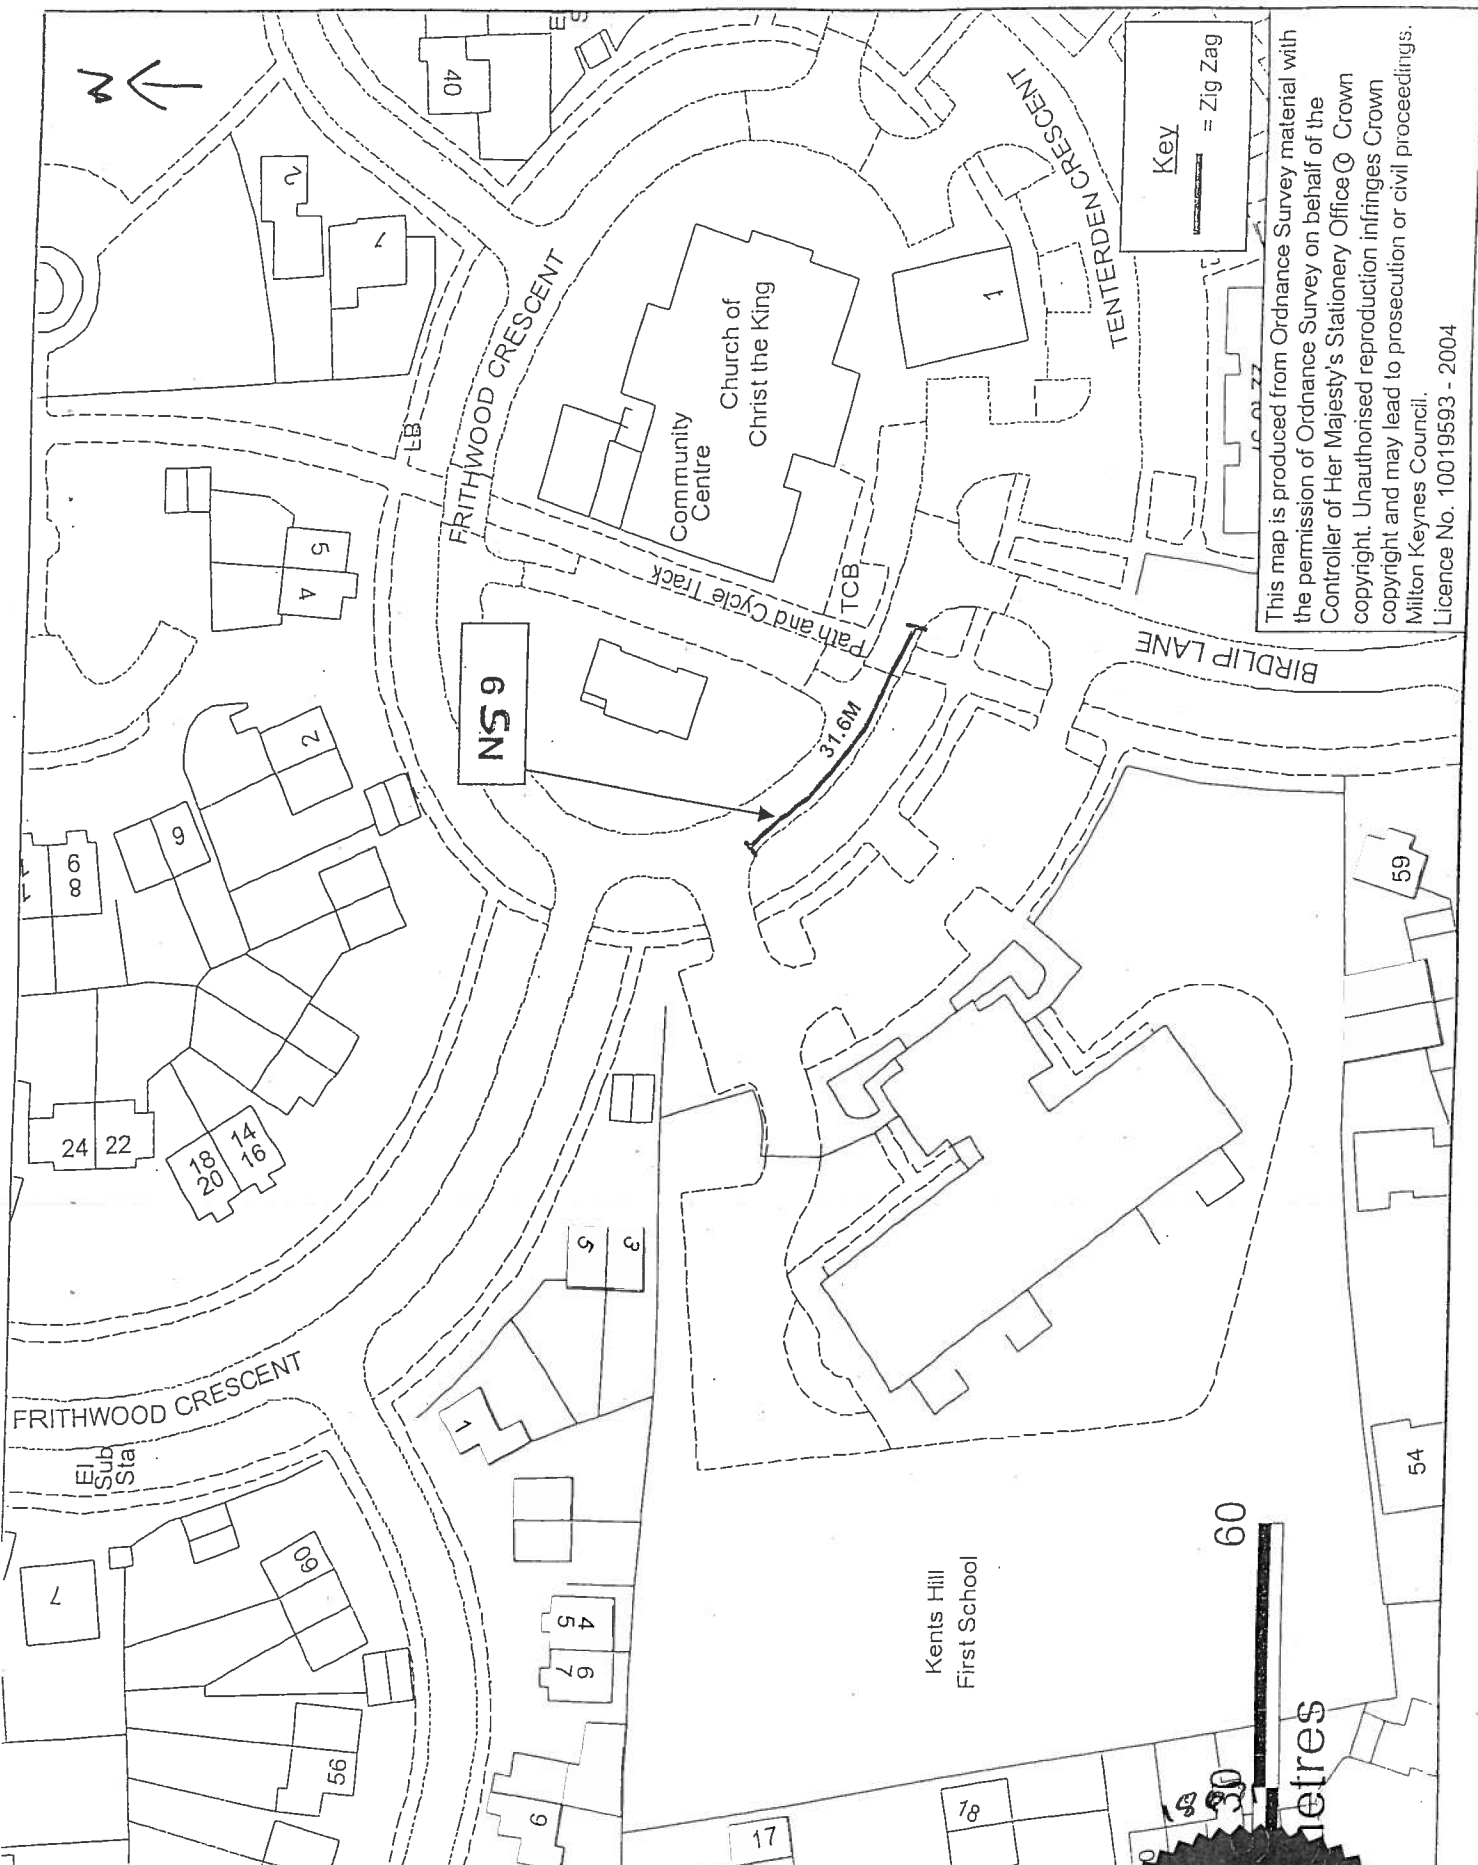 Key
= Zig Zag
This map is produced from Ordnance Survey material with
the permission of Ordnance Survey on behalf of the
Controller of Her Majesty's Stationery Office © Crown
copyright. Unauthorised reproduction infringes Crown
copyright and may lead to prosecution or civil proceedings.
Milton Keynes Council.
Licence No. 10019593 - 2004
N
40
2
1
LB
FRITHWOOD CRESCENT
TENTERDEN CRESCENT
Community
Centre
Church of
Christ the King
1
Path and Cycle Track
TCB
BIRDLIP LANE
NS 6
31.6M
5
4
2
6
6
8
24
22
18
20
14
16
3
5
1
FRITHWOOD CRESCENT
El
Sub
Sta
7
60
56
4
5
6
7
9
17
18
59
54
Kents Hill
First School
30
60
etres